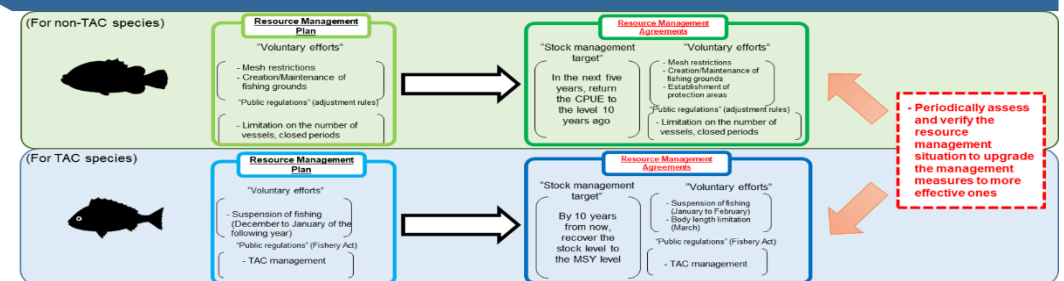 (For non-TAC species)
Resource Management
Plan
"Voluntary efforts"
- Mesh restrictions
- Creation/Maintenance of
fishing grounds
"Public regulations" (adjustment rules)
- Limitation on the number of
vessels, closed periods
Resource Management
Agreements
"Stock management
target"
In the next five
years, return
the CPUE to
the level 10
years ago
"Voluntary efforts"
- Mesh restrictions
- Creation/Maintenance of
fishing grounds
- Establishment of
protection areas
"Public regulations" (adjustment rules)
- Limitation on the number of
vessels, closed periods
- Periodically assess
and verify the
resource
management
situation to upgrade
the management
measures to more
effective ones
(For TAC species)
Resource Management
Plan
"Voluntary efforts"
- Suspension of fishing
(December to January of the
following year)
"Public regulations" (Fishery Act)
- TAC management
Resource Management
Agreements
"Stock management
target"
By 10 years
from now,
recover the
stock level to
the MSY level
"Voluntary efforts"
- Suspension of fishing
(January to February)
- Body length limitation
(March)
"Public regulations" (Fishery Act)
- TAC management